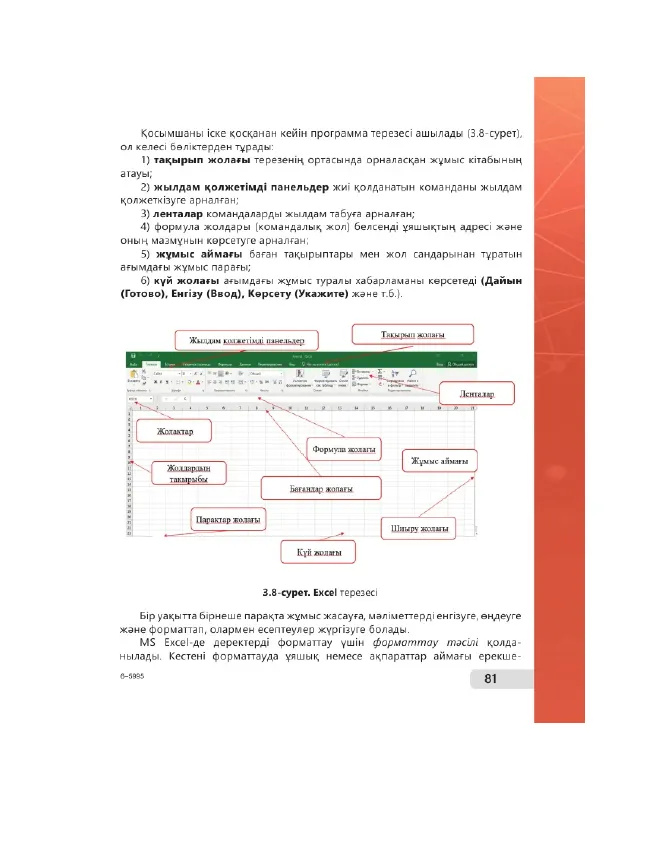 Қосымшаны іске қосқанан кейін программа терезесі ашылады (3.8-сурет),
ол келесі бөліктерден тұрады:
1) тақырып жолағы терезенің ортасында орналасқан жұмыс кітабының
атауы;
2) жылдам қолжетімді панельдер жиі қолданатын команданы жылдам
қолжеткізуге арналған;
3) ленталар командаларды жылдам табуға арналған;
4) формула жолдары (командалық жол) белсенді ұяшықтың адресі және
оның мазмұнын көрсетуге арналған;
5) жұмыс аймағы баған тақырыптары мен жол сандарынан тұратын
ағымдағы жұмыс парағы;
6) күй жолағы ағымдағы жұмыс туралы хабарламаны көрсетеді (Дайын
(Готово), Енгізу (Ввод), Көрсету (Укажите) және т.б.).
Тақырып жолағы
Жылдам қолжетімді панельдер
Ленталар
Жолақтар
Формула жолағы
Жұмыс аймағы
Жолдардың
тақырыбы
Бағандар жолағы
Парақтар жолағы
Шиыру жолағы
Күй жолағы
3.8-сурет. Excel терезесі
Бір уақытта бірнеше парақта жұмыс жасауға, мәліметтерді енгізуге, өңдеуге
және форматтап, олармен есептеулер жүргізуге болады.
MS Excel-де деректерді форматтау үшін форматтау тәсілі қолда-
нылады. Кестені форматтауда ұяшық немесе ақпараттар аймағы ерекше-
6–5995
81